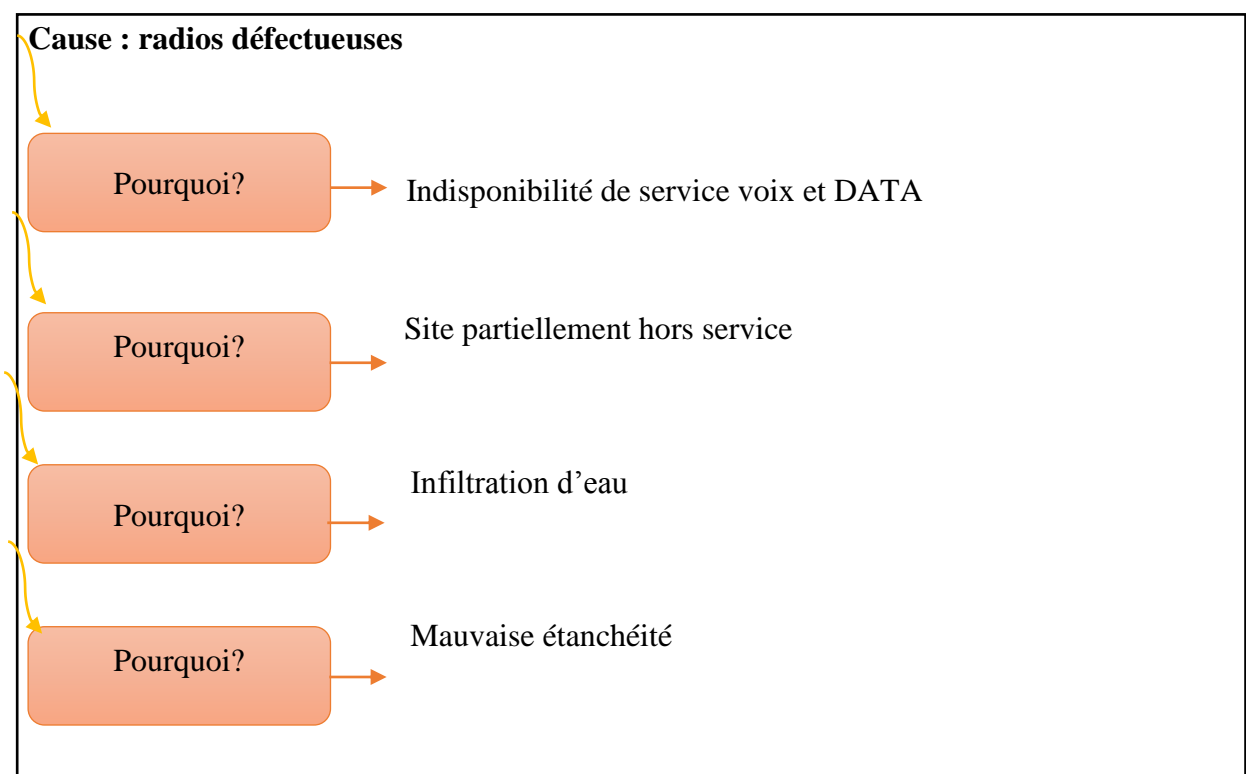 Cause : radios défectueuses
Pourquoi?
Indisponibilité de service voix et DATA
Pourquoi?
Site partiellement hors service
Pourquoi?
Infiltration d’eau
Pourquoi?
Mauvaise étanchéité